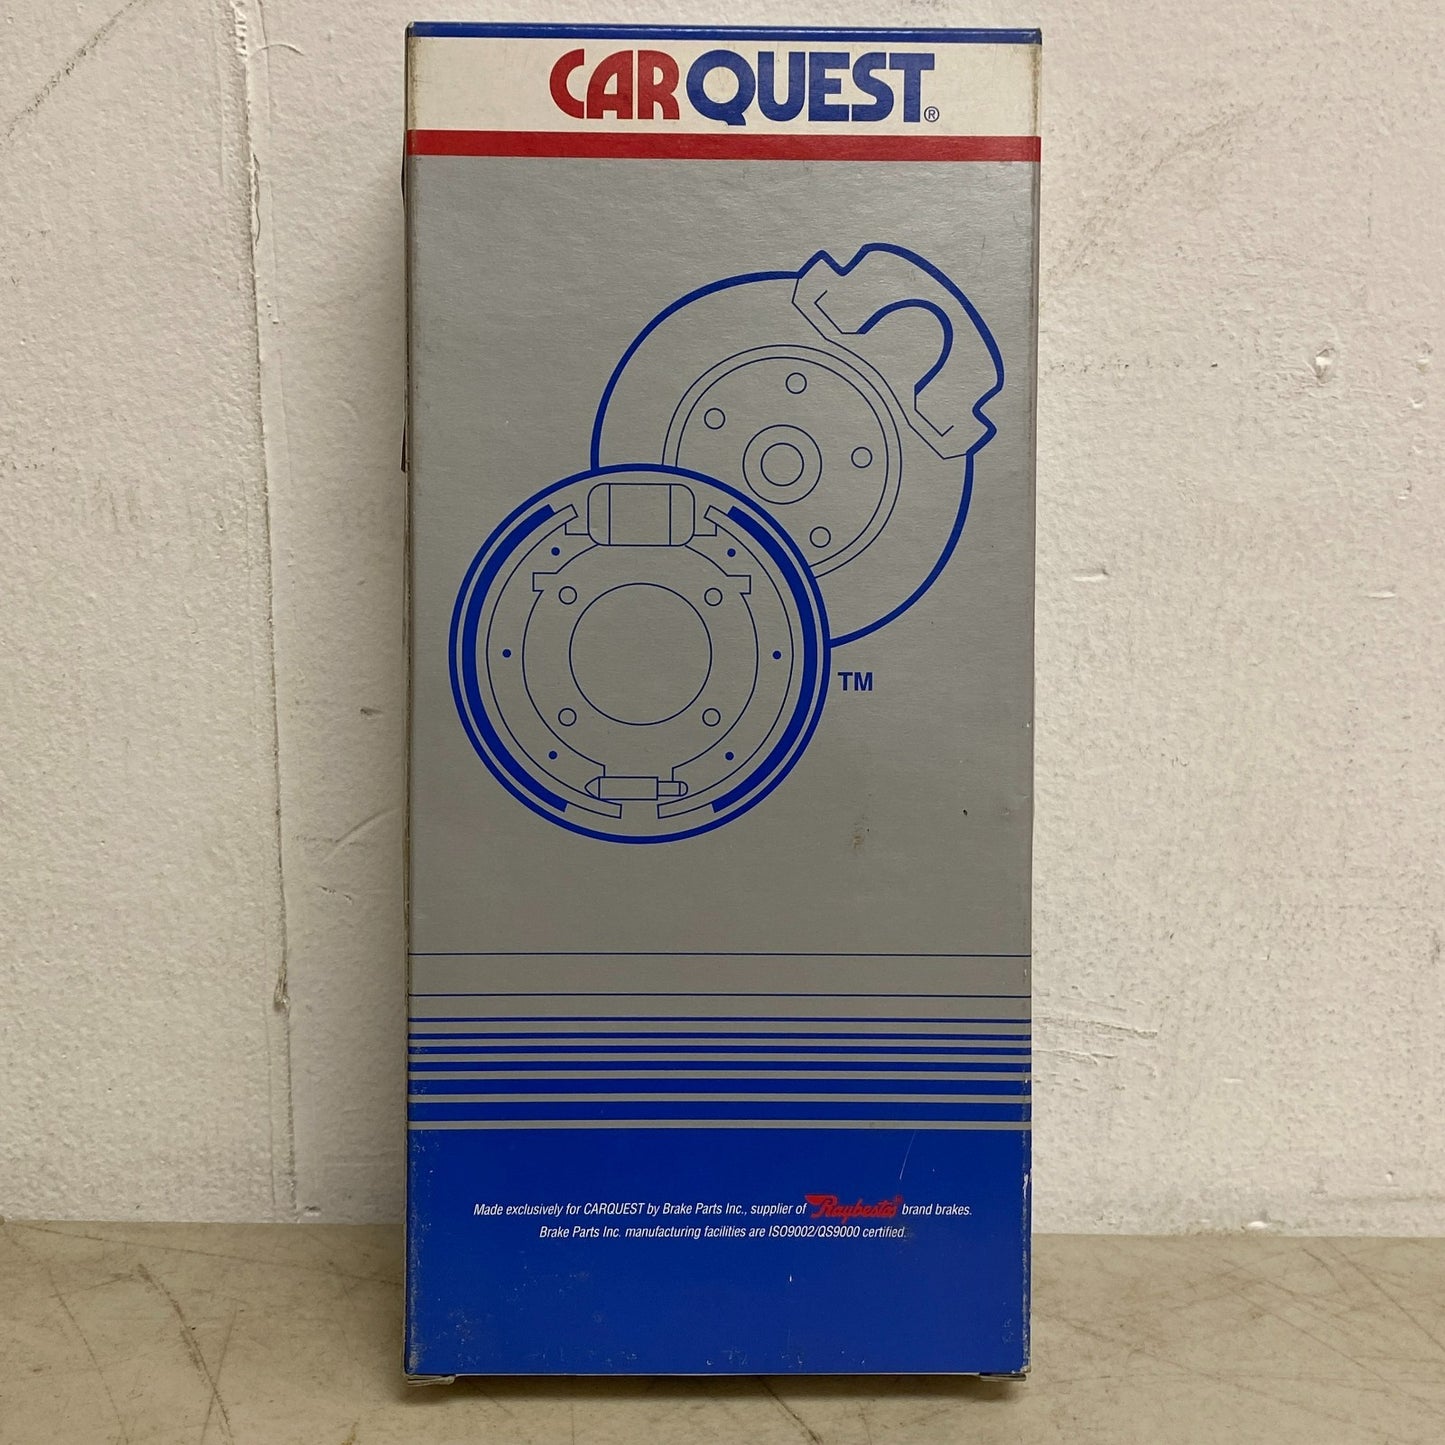 CARQUEST®
TM
Made exclusively for CARQUEST by Brake Parts Inc., supplier of Raybestos® brand brakes.
Brake Parts Inc. manufacturing facilities are ISO9002/QS9000 certified.